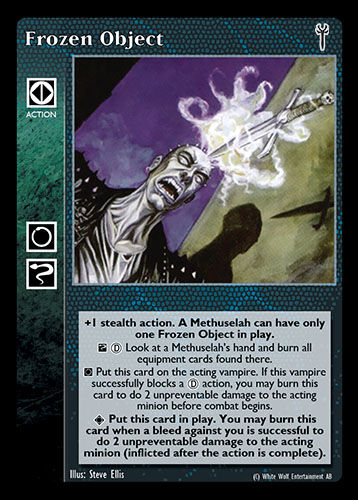 Frozen Object
ACTION
+1 stealth action. A Methuselah can have only
one Frozen Object in play.
Ⓓ Look at a Methuselah's hand and burn all
equipment cards found there.
Put this card on the acting vampire. If this vampire
successfully blocks a Ⓓ action, you may burn this
card to do 2 unpreventable damage to the acting
minion before combat begins.
Put this card in play. You may burn this
card when a bleed against you is successful to
do 2 unpreventable damage to the acting
minion (inflicted after the action is complete).
Illus: Steve Ellis
(C) White Wolf Entertainment AB